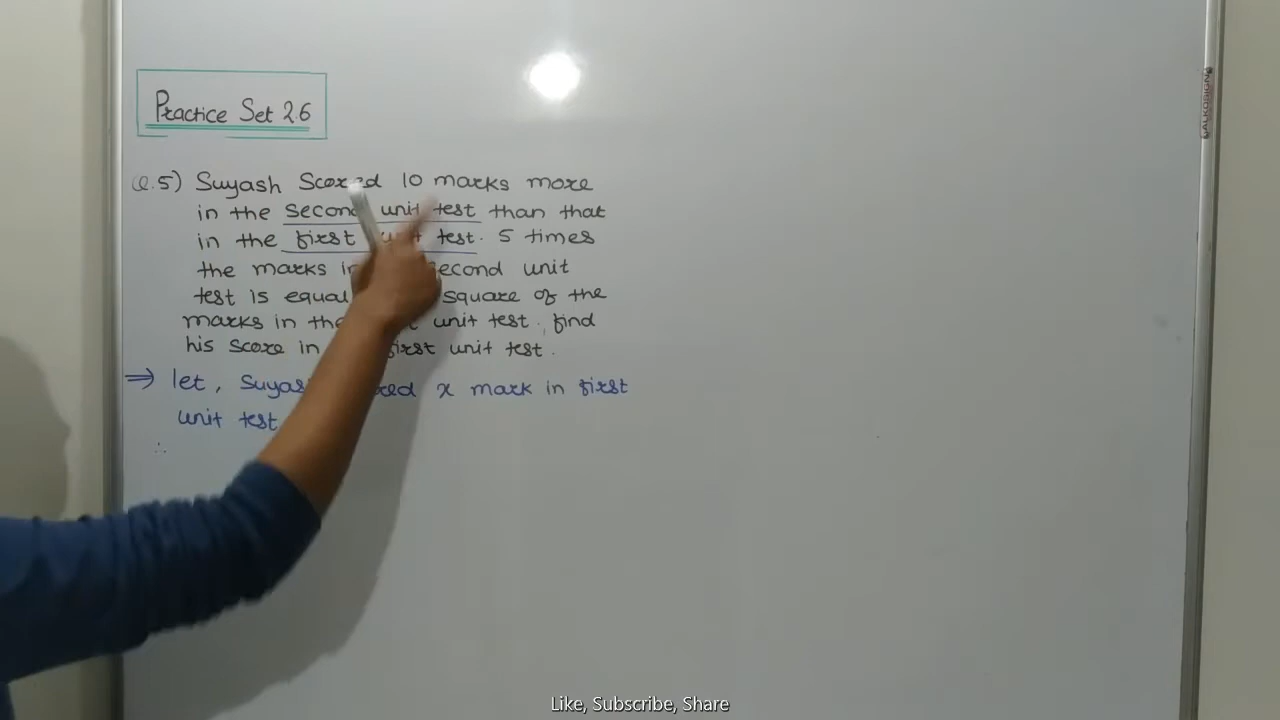 Practice Set 2.6
Q.5) Suyash Scored 10 marks more
in the Second unit test than that
in the first unit test. 5 times
the marks in second unit
test is equal square of the
marks in the unit test. find
his score in first unit test.
⇒ let, Suyash x mark in first
unit test
∴
ALKOSIGN
Like, Subscribe, Share